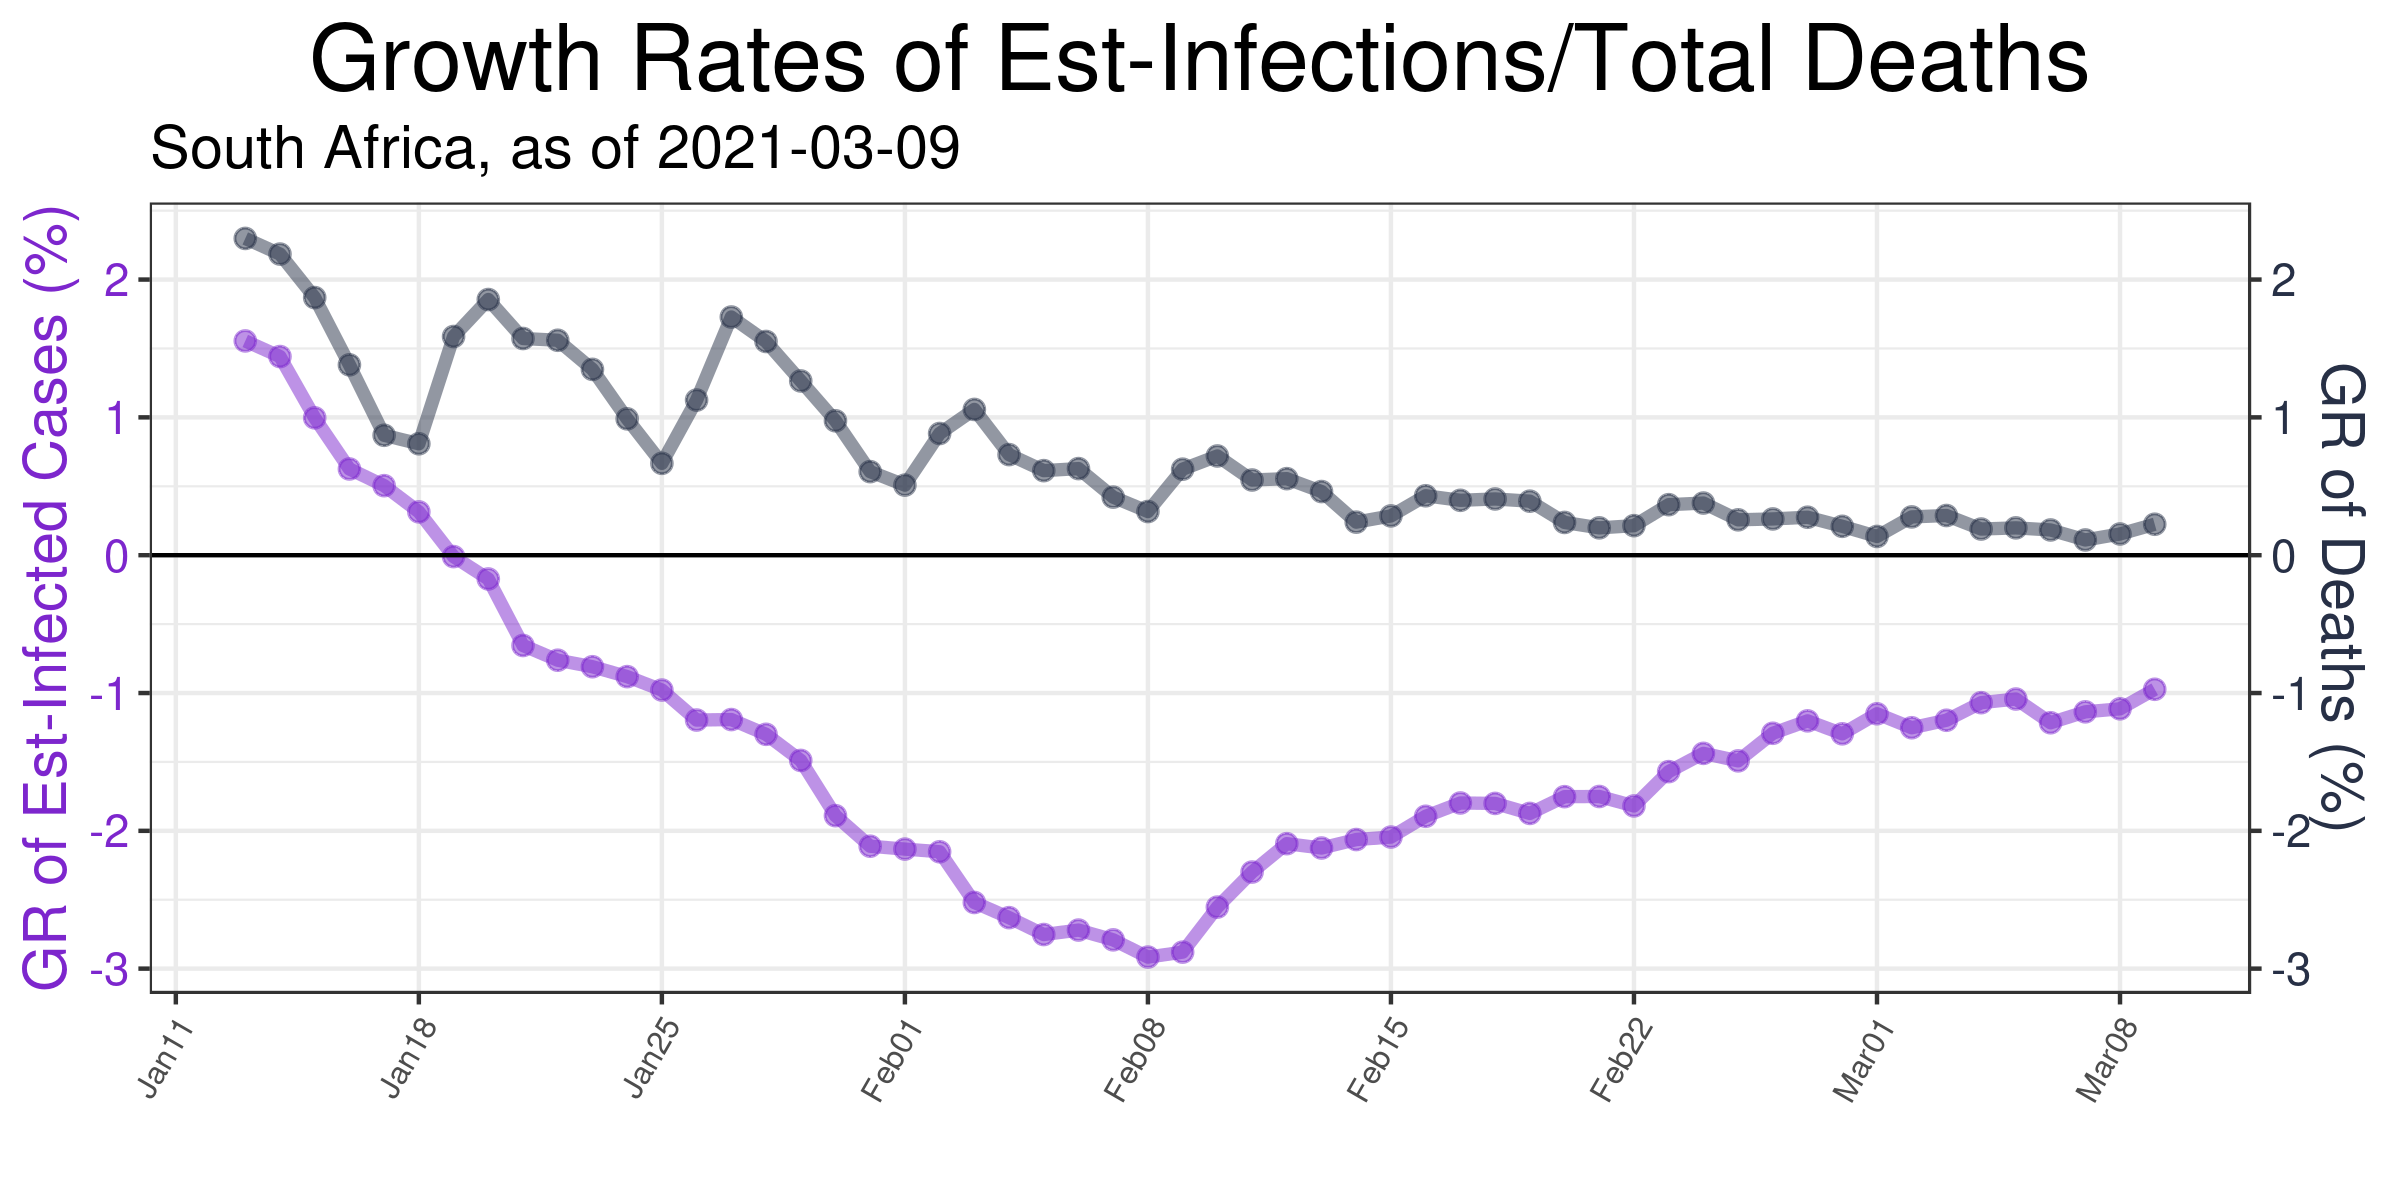 Growth Rates of Est-Infections/Total Deaths
South Africa, as of 2021-03-09
GR of Est-Infected Cases (%)
2
1
0
-1
-2
-3
2
1
0
-1
-2
-3
GR of Deaths (%)
Jan11
Jan18
Jan25
Feb01
Feb08
Feb15
Feb22
Mar01
Mar08